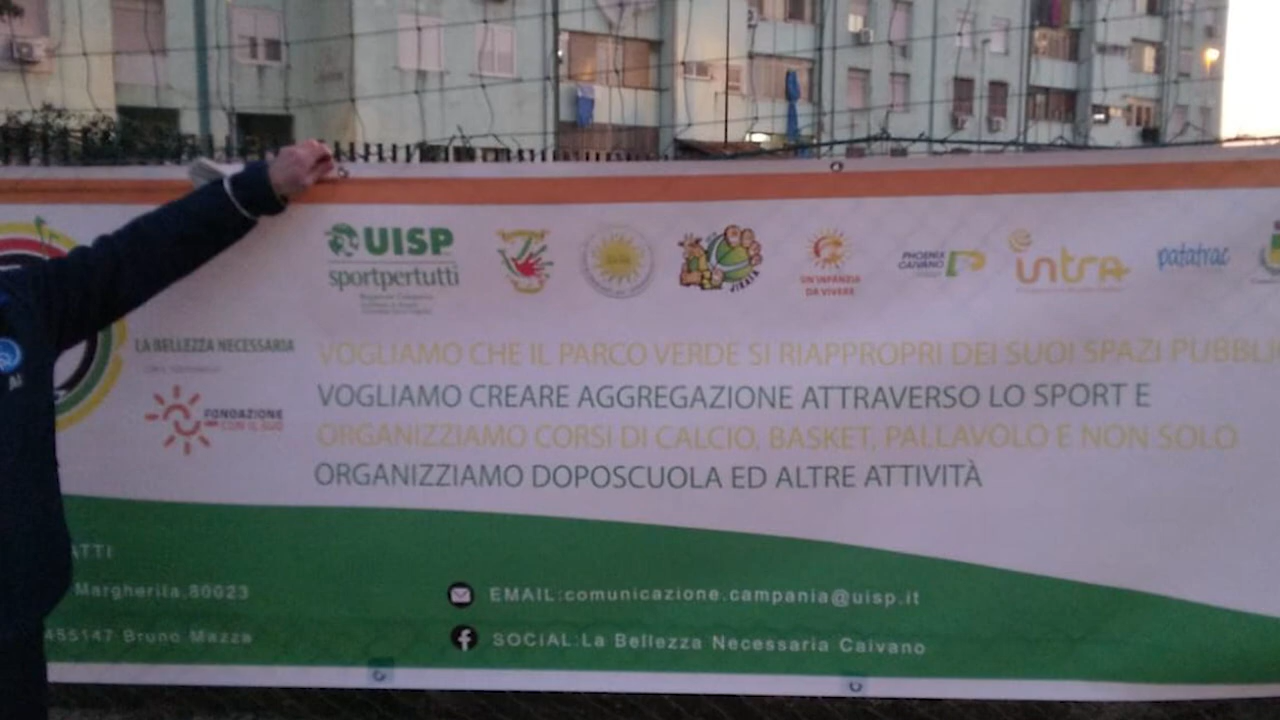 UISP
sportpertutti
JIRAFA
UN'INFANZIA
DA VIVERE
PHOENIX
CAIVANO
intra
patatrac
LA BELLEZZA NECESSARIA
FONDAZIONE
CON IL SUD
VOGLIAMO CHE IL PARCO VERDE SI RIAPPROPRI DEI SUOI SPAZI PUBBLI
VOGLIAMO CREARE AGGREGAZIONE ATTRAVERSO LO SPORT E
ORGANIZZIAMO CORSI DI CALCIO, BASKET, PALLAVOLO E NON SOLO
ORGANIZZIAMO DOPOSCUOLA ED ALTRE ATTIVITÀ
ATTI
Margherita,80023
EMAIL:comunicazione.campania@uisp.it
Bruno Mazza
SOCIAL:La Bellezza Necessaria Caivano